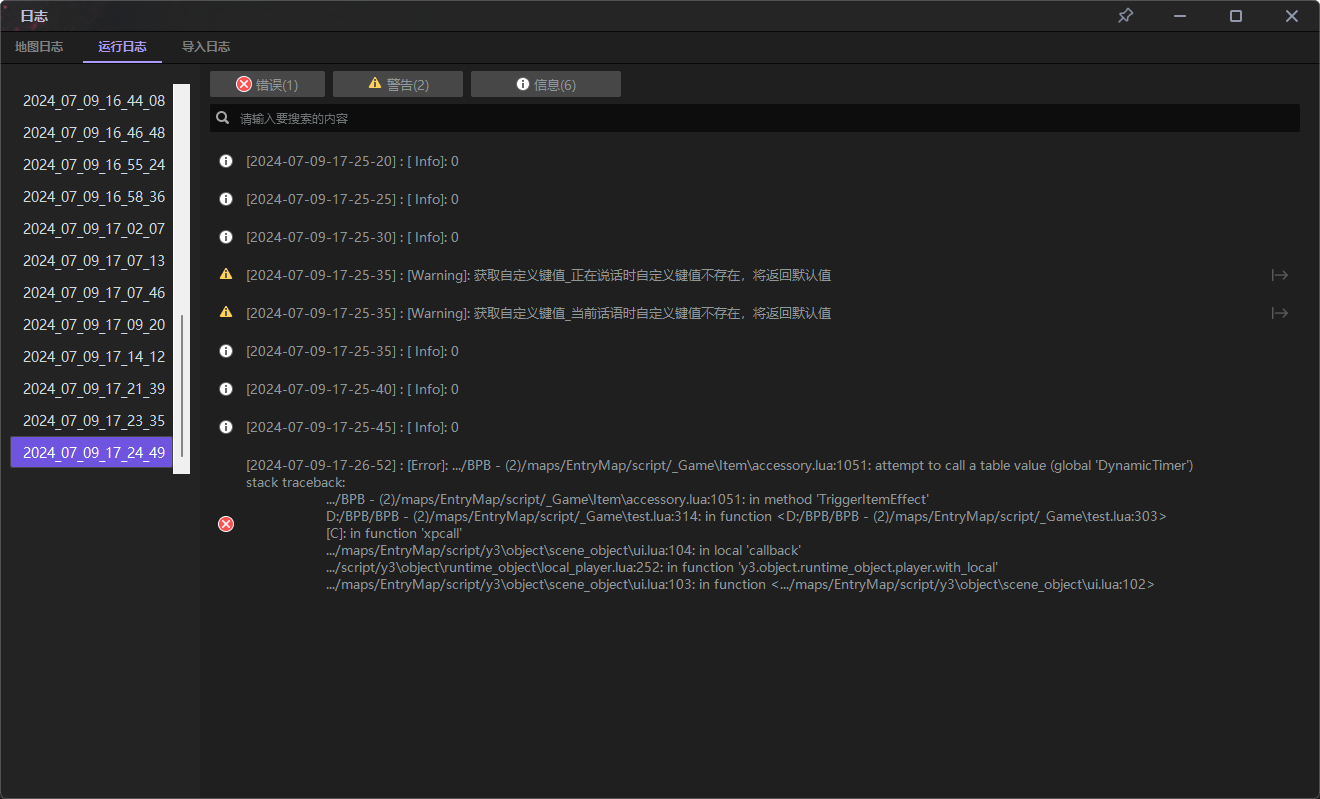 日志
地图日志 运行日志 导入日志
2024_07_09_16_44_08
2024_07_09_16_46_48
2024_07_09_16_55_24
2024_07_09_16_58_36
2024_07_09_17_02_07
2024_07_09_17_07_13
2024_07_09_17_07_46
2024_07_09_17_09_20
2024_07_09_17_14_12
2024_07_09_17_21_39
2024_07_09_17_23_35
2024_07_09_17_24_49
错误(1) 警告(2) 信息(6)
请输入要搜索的内容
[2024-07-09-17-25-20] : [ Info]: 0
[2024-07-09-17-25-25] : [ Info]: 0
[2024-07-09-17-25-30] : [ Info]: 0
[2024-07-09-17-25-35] : [Warning]: 获取自定义键值_正在说话时自定义键值不存在，将返回默认值
[2024-07-09-17-25-35] : [Warning]: 获取自定义键值_当前话语时自定义键值不存在，将返回默认值
[2024-07-09-17-25-35] : [ Info]: 0
[2024-07-09-17-25-40] : [ Info]: 0
[2024-07-09-17-25-45] : [ Info]: 0
[2024-07-09-17-26-52] : [Error]: .../BPB - (2)/maps/EntryMap/script/_Game\Item\accessory.lua:1051: attempt to call a table value (global 'DynamicTimer')
stack traceback:
.../BPB - (2)/maps/EntryMap/script/_Game\Item\accessory.lua:1051: in method 'TriggerItemEffect'
D:/BPB/BPB - (2)/maps/EntryMap/script/_Game\test.lua:314: in function <D:/BPB/BPB - (2)/maps/EntryMap/script/_Game\test.lua:303>
[C]: in function 'xpcall'
.../maps/EntryMap/script/y3\object\scene_object\ui.lua:104: in local 'callback'
.../script/y3\object\runtime_object\local_player.lua:252: in function 'y3.object.runtime_object.player.with_local'
.../maps/EntryMap/script/y3\object\scene_object\ui.lua:103: in function <.../maps/EntryMap/script/y3\object\scene_object\ui.lua:102>